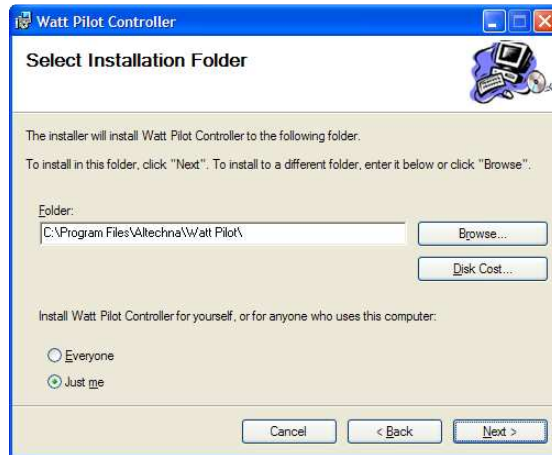 Watt Pilot Controller
Select Installation Folder
The installer will install Watt Pilot Controller to the following folder.
To install in this folder, click "Next". To install to a different folder, enter it below or click "Browse".
Folder:
C:\Program Files\Altechna\Watt Pilot\
Browse...
Disk Cost...
Install Watt Pilot Controller for yourself, or for anyone who uses this computer:
Everyone
Just me
Cancel
< Back
Next >